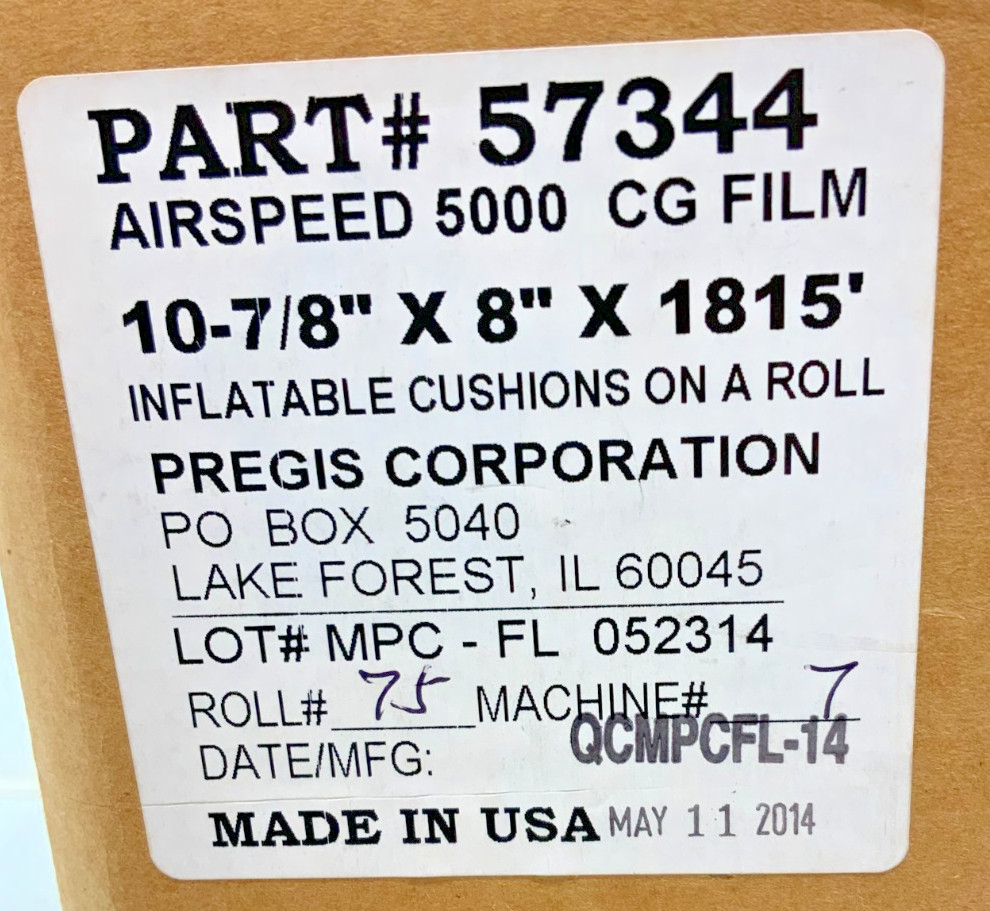 PART# 57344
AIRSPEED 5000 CG FILM
10-7/8" X 8" X 1815'
INFLATABLE CUSHIONS ON A ROLL
PREGIS CORPORATION
PO BOX 5040
LAKE FOREST, IL 60045
LOT# MPC - FL 052314
ROLL# 75 MACHINE# 7
QCMPCFL-14
DATE/MFG:
MADE IN USA MAY 11 2014